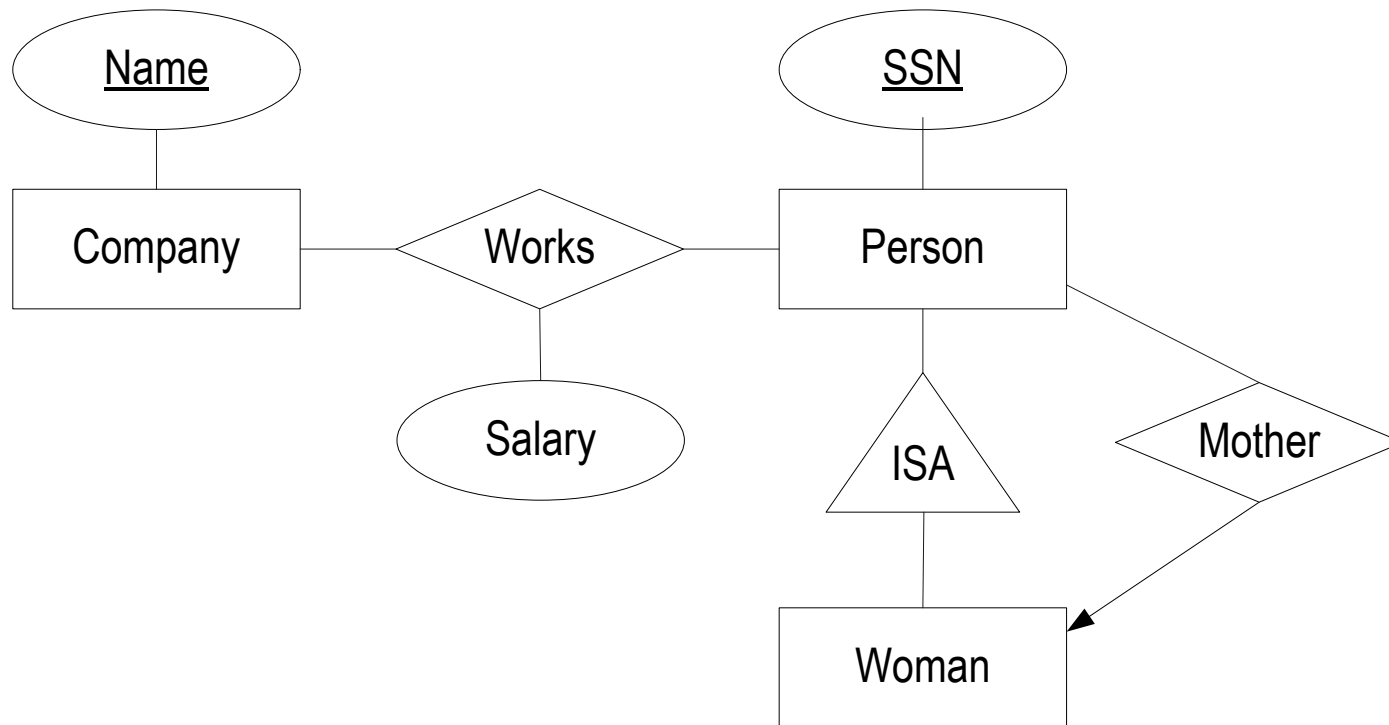 Name
SSN
Company
Works
Person
Salary
ISA
Mother
Woman